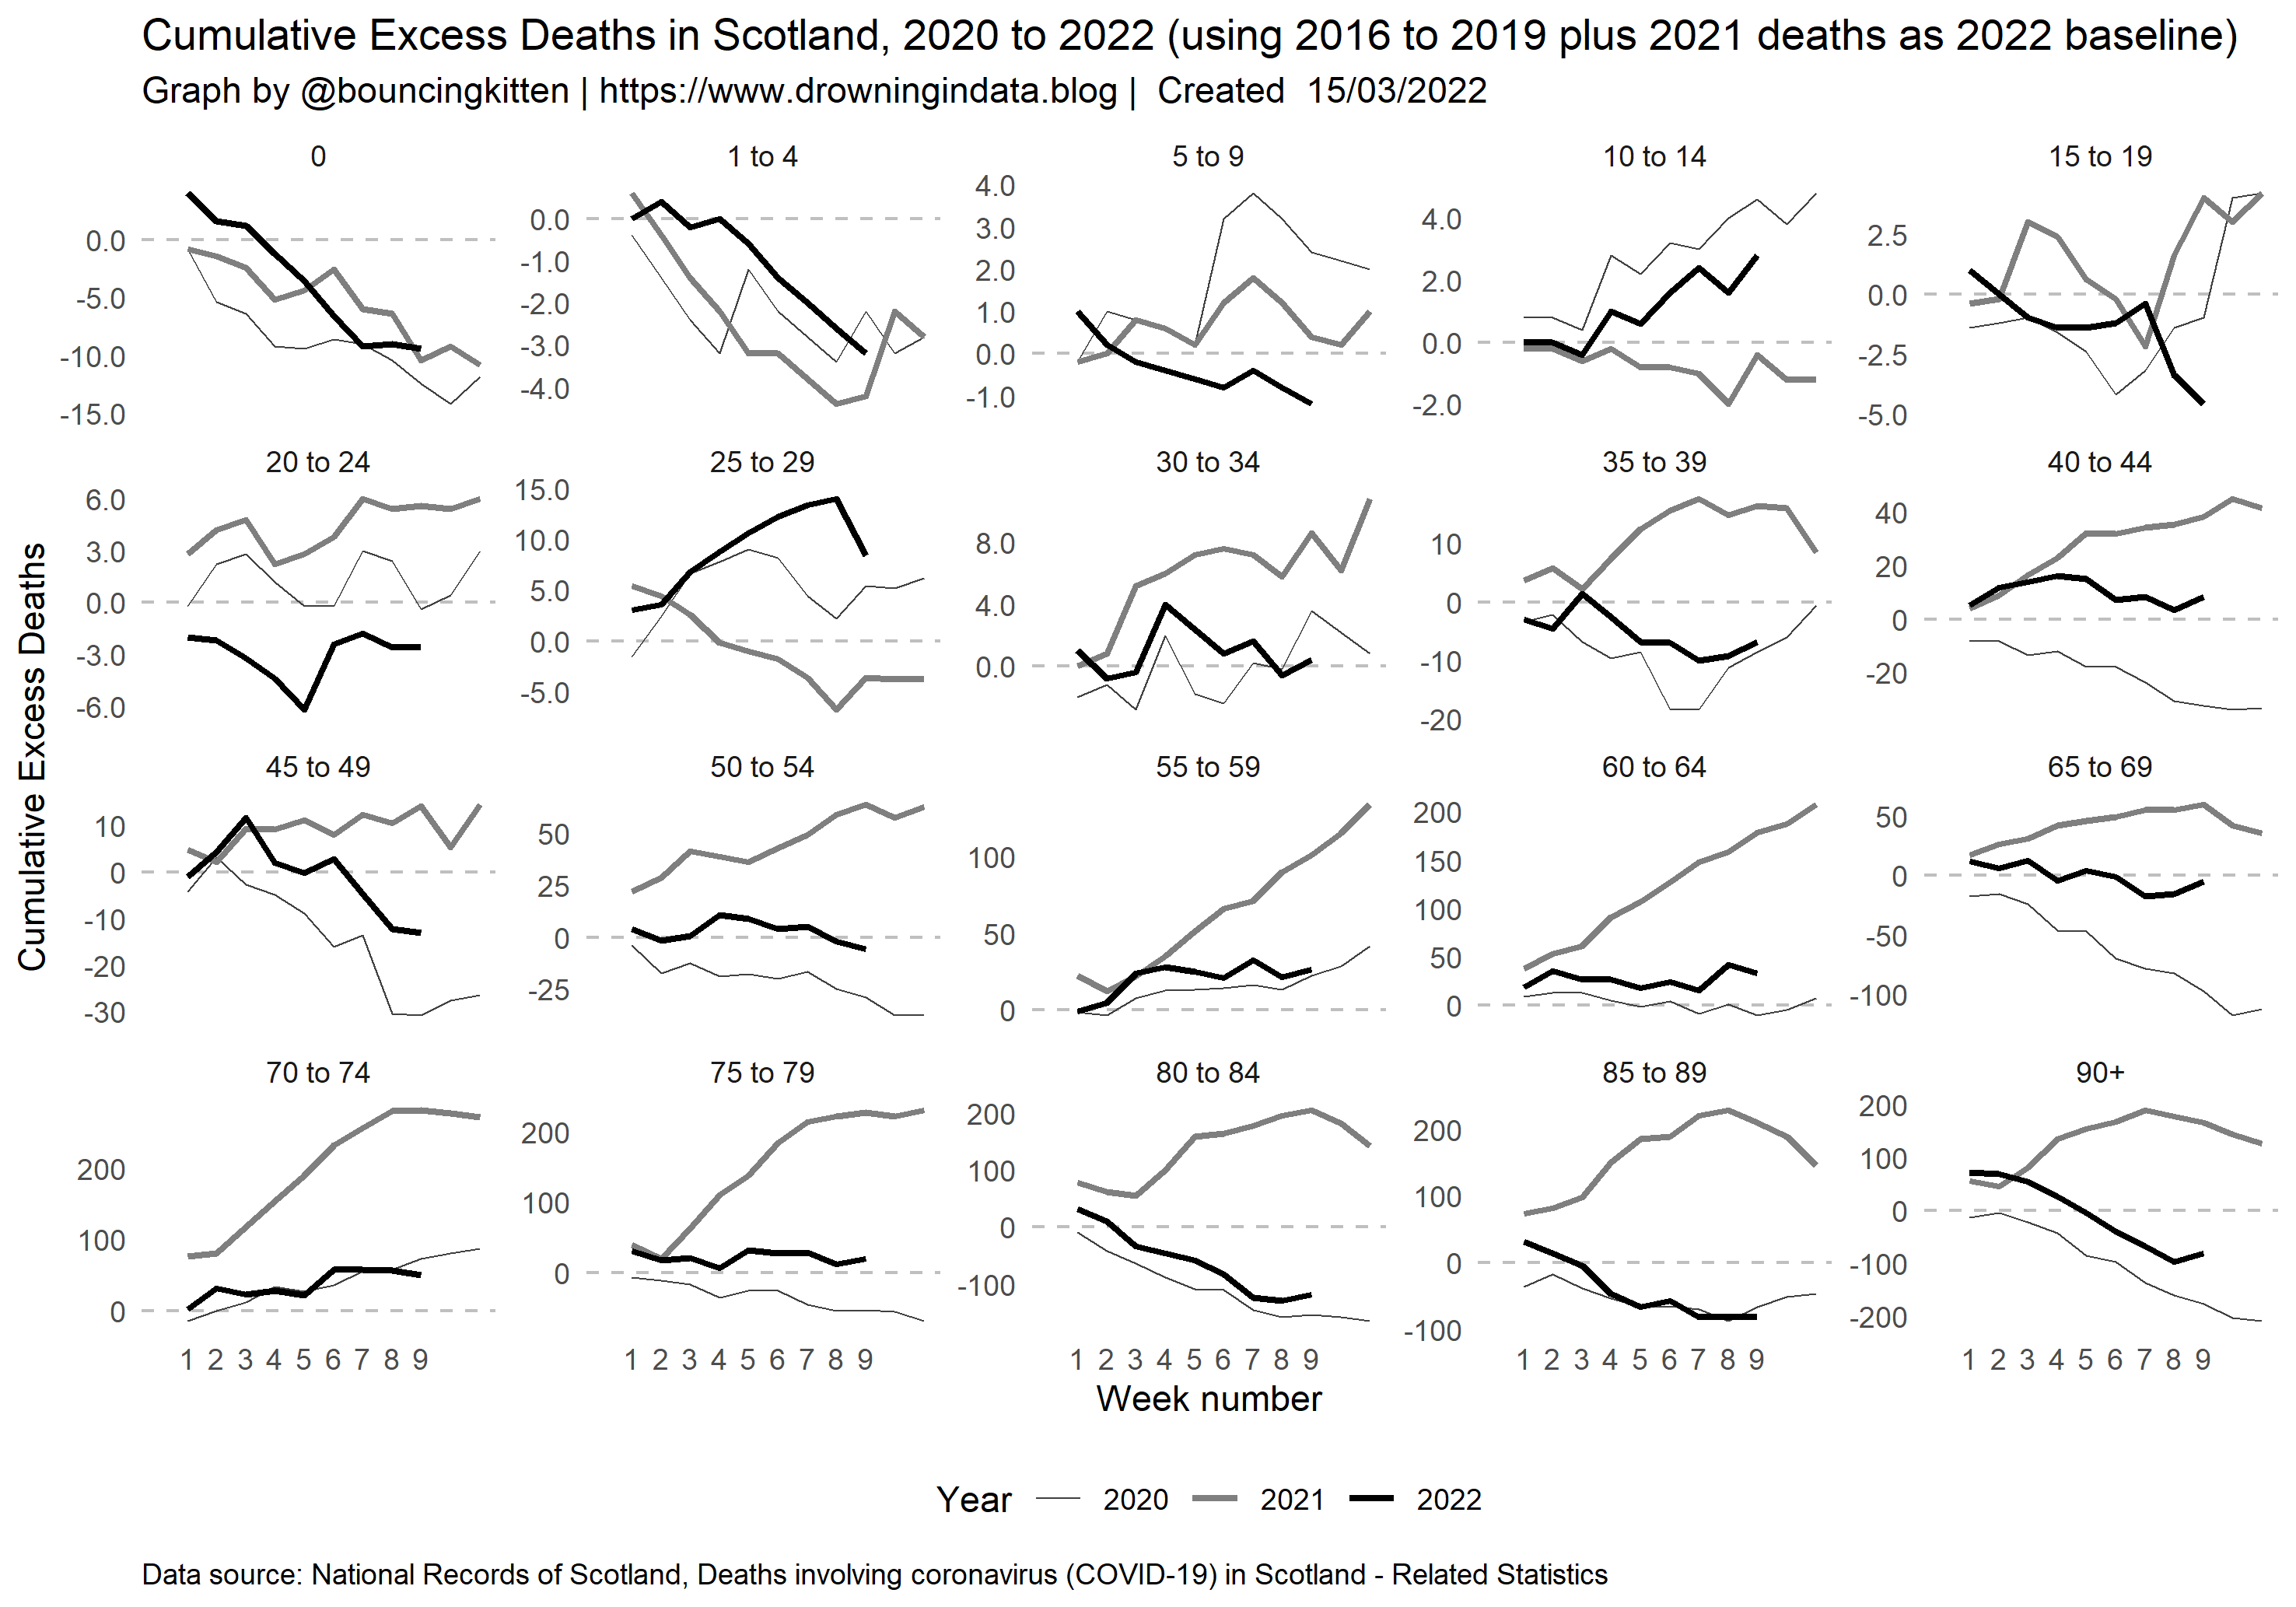 Cumulative Excess Deaths in Scotland, 2020 to 2022 (using 2016 to 2019 plus 2021 deaths as 2022 baseline)
Graph by @bouncingkitten | https://www.drowningindata.blog | Created 15/03/2022
0
0.0
-5.0
-10.0
-15.0
1 to 4
0.0
-1.0
-2.0
-3.0
-4.0
5 to 9
4.0
3.0
2.0
1.0
0.0
-1.0
10 to 14
4.0
2.0
0.0
-2.0
15 to 19
2.5
0.0
-2.5
-5.0
20 to 24
6.0
3.0
0.0
-3.0
-6.0
25 to 29
15.0
10.0
5.0
0.0
-5.0
30 to 34
8.0
4.0
0.0
35 to 39
10
0
-10
-20
40 to 44
40
20
0
-20
45 to 49
10
0
-10
-20
-30
50 to 54
50
25
0
-25
55 to 59
100
50
0
60 to 64
200
150
100
50
0
65 to 69
50
0
-50
-100
70 to 74
200
100
0
1 2 3 4 5 6 7 8 9
75 to 79
200
100
0
1 2 3 4 5 6 7 8 9
80 to 84
200
100
0
-100
1 2 3 4 5 6 7 8 9
85 to 89
200
100
0
-100
1 2 3 4 5 6 7 8 9
90+
200
100
0
-100
-200
1 2 3 4 5 6 7 8 9
Cumulative Excess Deaths
Week number
Year 2020 2021 2022
Data source: National Records of Scotland, Deaths involving coronavirus (COVID-19) in Scotland - Related Statistics